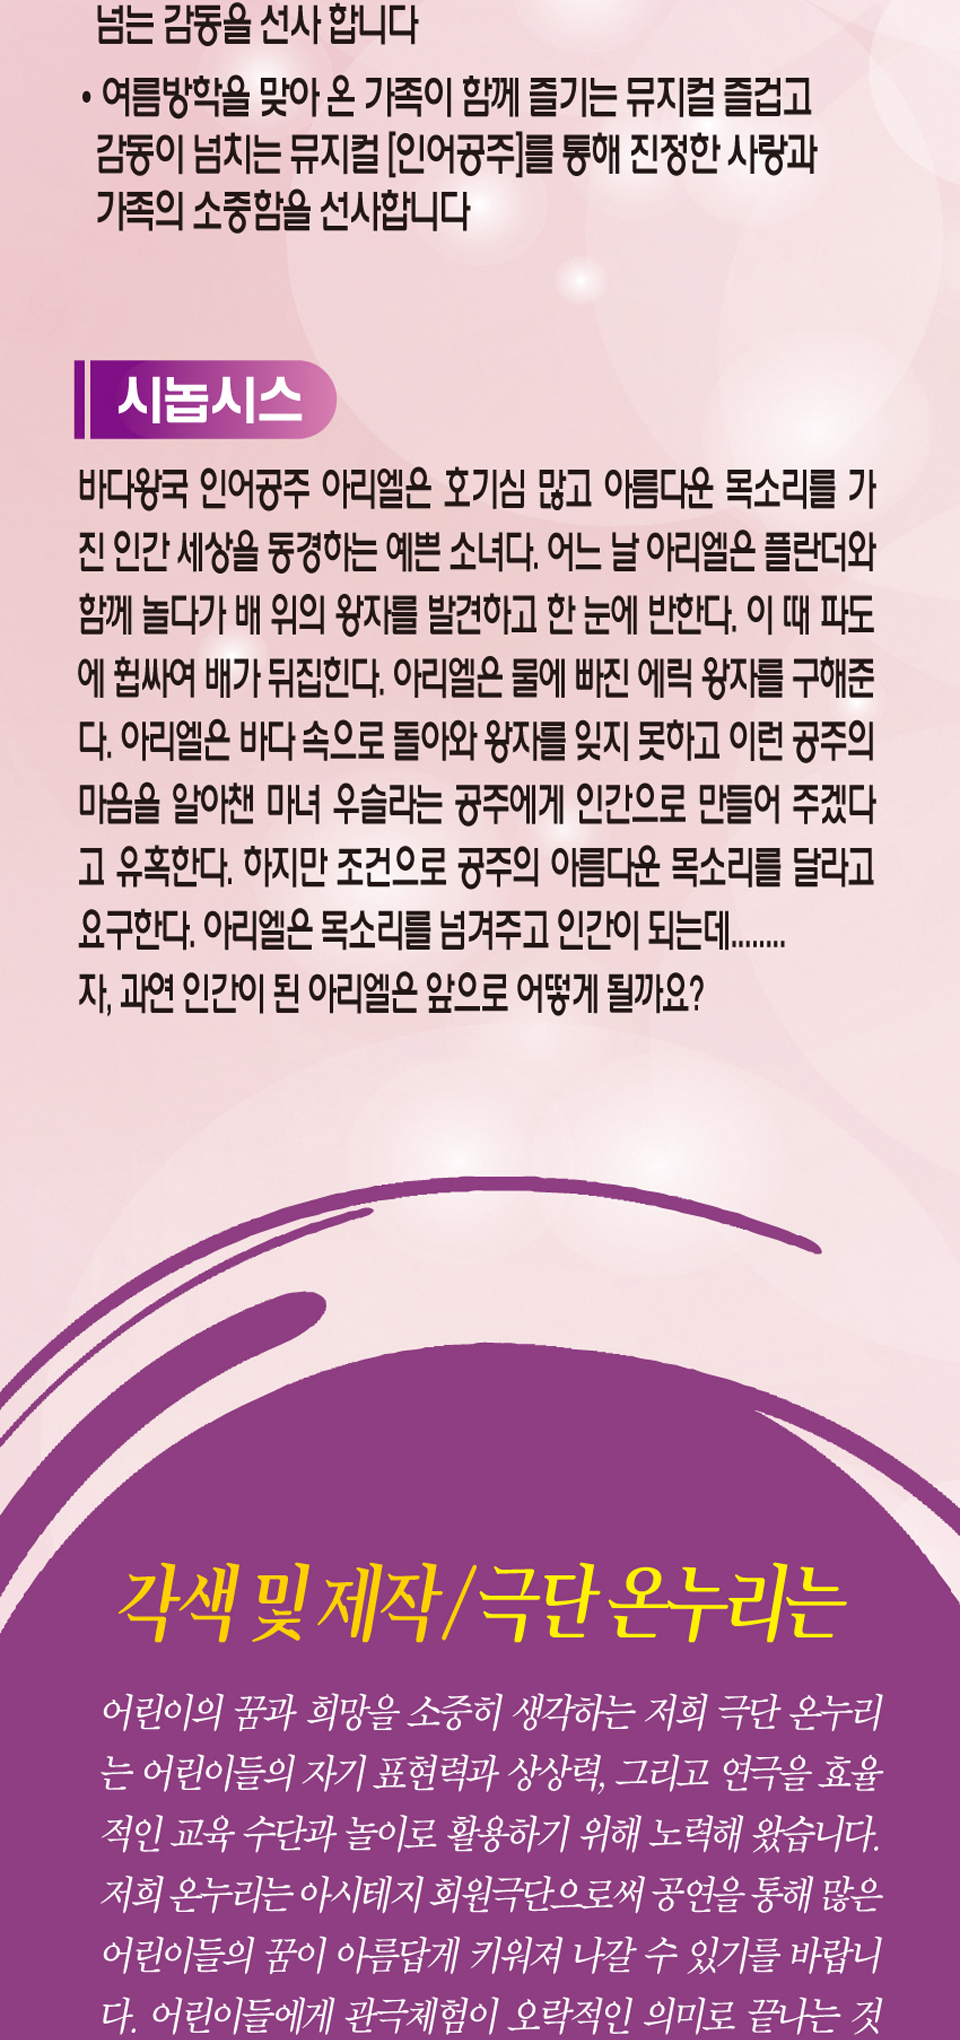 넘는 감동을 선사 합니다
• 여름방학을 맞아 온 가족이 함께 즐기는 뮤지컬 즐겁고
감동이 넘치는 뮤지컬 [인어공주]를 통해 진정한 사랑과
가족의 소중함을 선사합니다
시놉시스
바다왕국 인어공주 아리엘은 호기심 많고 아름다운 목소리를 가
진 인간 세상을 동경하는 예쁜 소녀다. 어느 날 아리엘은 플란더와
함께 놀다가 배 위의 왕자를 발견하고 한 눈에 반한다. 이 때 파도
에 휩싸여 배가 뒤집힌다. 아리엘은 물에 빠진 에릭 왕자를 구해준
다. 아리엘은 바다 속으로 돌아와 왕자를 잊지 못하고 이런 공주의
마음을 알아챈 마녀 우슬라는 공주에게 인간으로 만들어 주겠다
고 유혹한다. 하지만 조건으로 공주의 아름다운 목소리를 달라고
요구한다. 아리엘은 목소리를 넘겨주고 인간이 되는데........
자, 과연 인간이 된 아리엘은 앞으로 어떻게 될까요?
각색 및 제작/극단 온누리는
어린이의 꿈과 희망을 소중히 생각하는 저희 극단 온누리
는 어린이들의 자기 표현력과 상상력, 그리고 연극을 효율
적인 교육 수단과 놀이로 활용하기 위해 노력해 왔습니다.
저희 온누리는 아시테지 회원극단으로써 공연을 통해 많은
어린이들의 꿈이 아름답게 키워져 나갈 수 있기를 바랍니
다. 어린이들에게 관극체험이 오락적인 의미로 끝나는 것